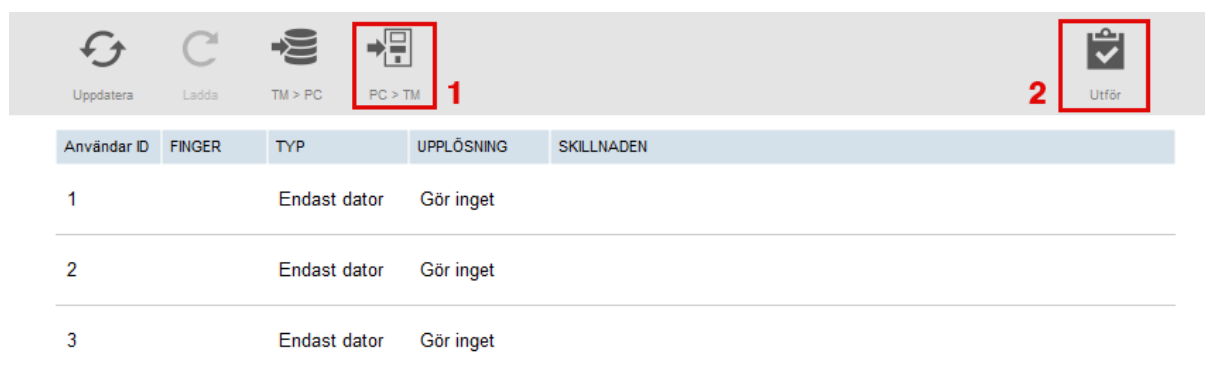 Uppdatera Ladda TM > PC PC > TM 1 2 Utför
Användar ID FINGER TYP UPPLÖSNING SKILLNADEN
1 Endast dator Gör inget
2 Endast dator Gör inget
3 Endast dator Gör inget